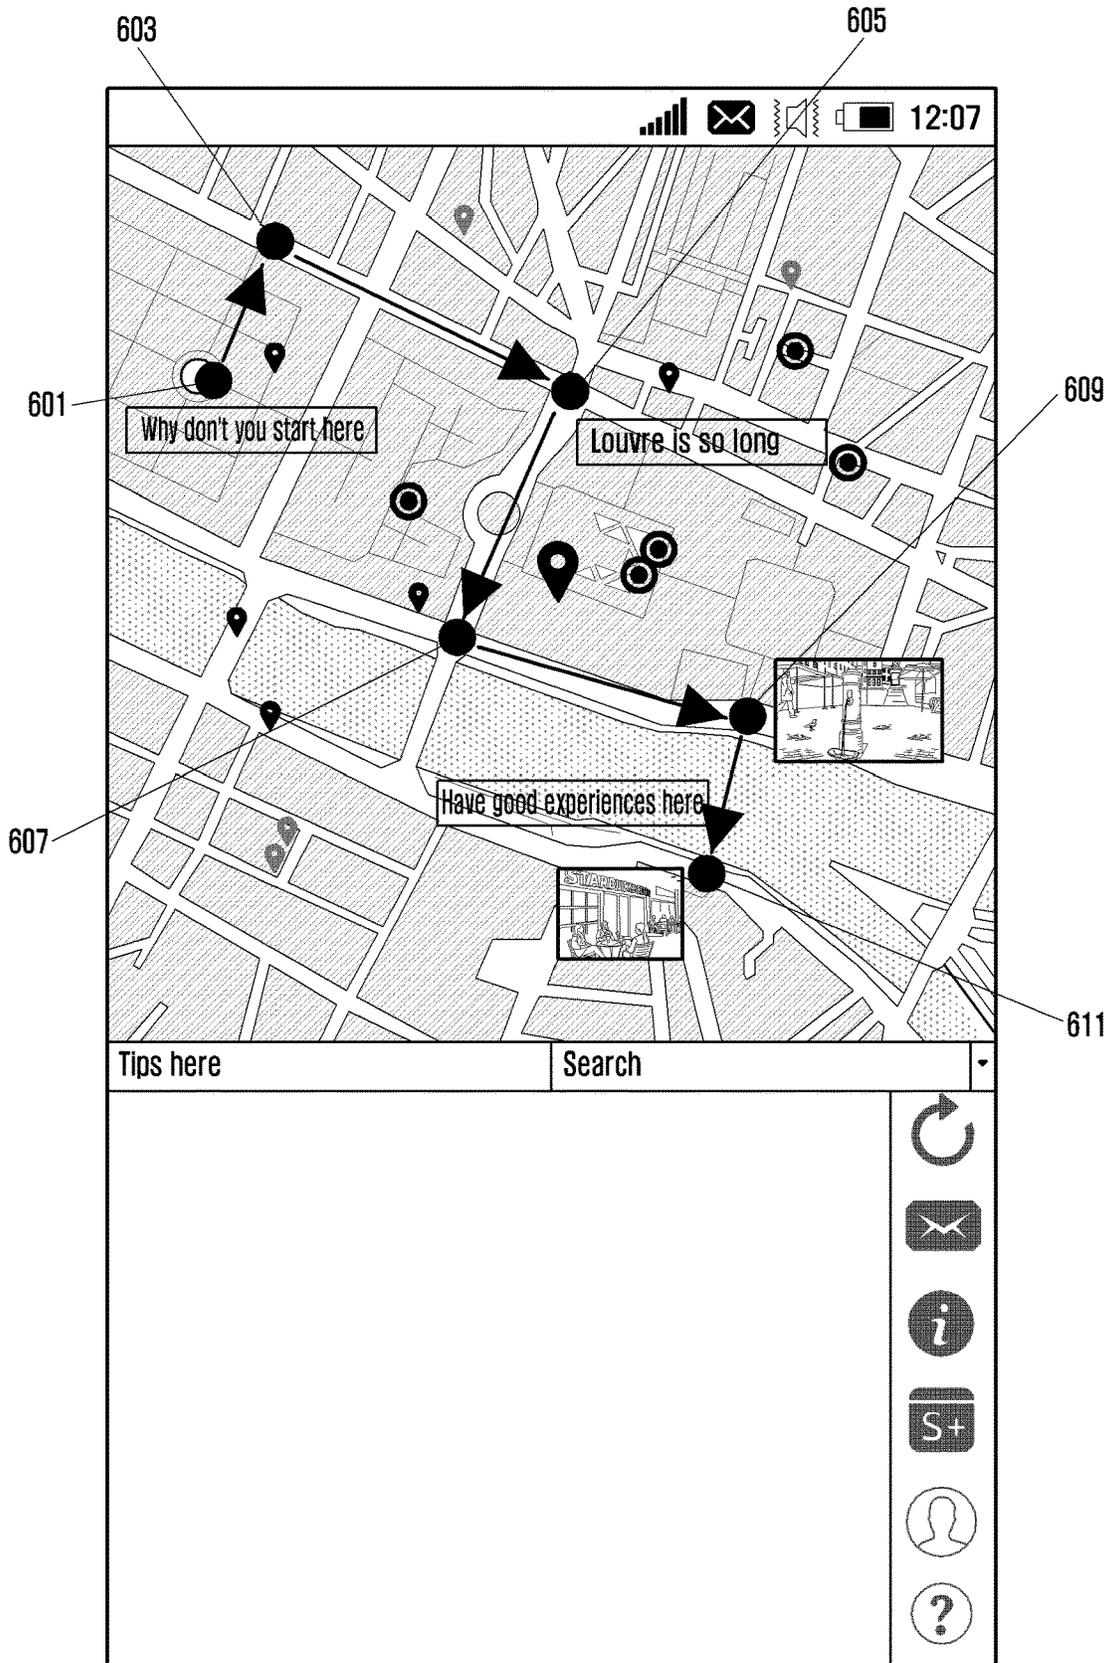 603
605
12:07
601
609
Why don't you start here
Louvre is so long
Have good experiences here
607
STARBUCKS
611
Tips here
Search
i
S+
?